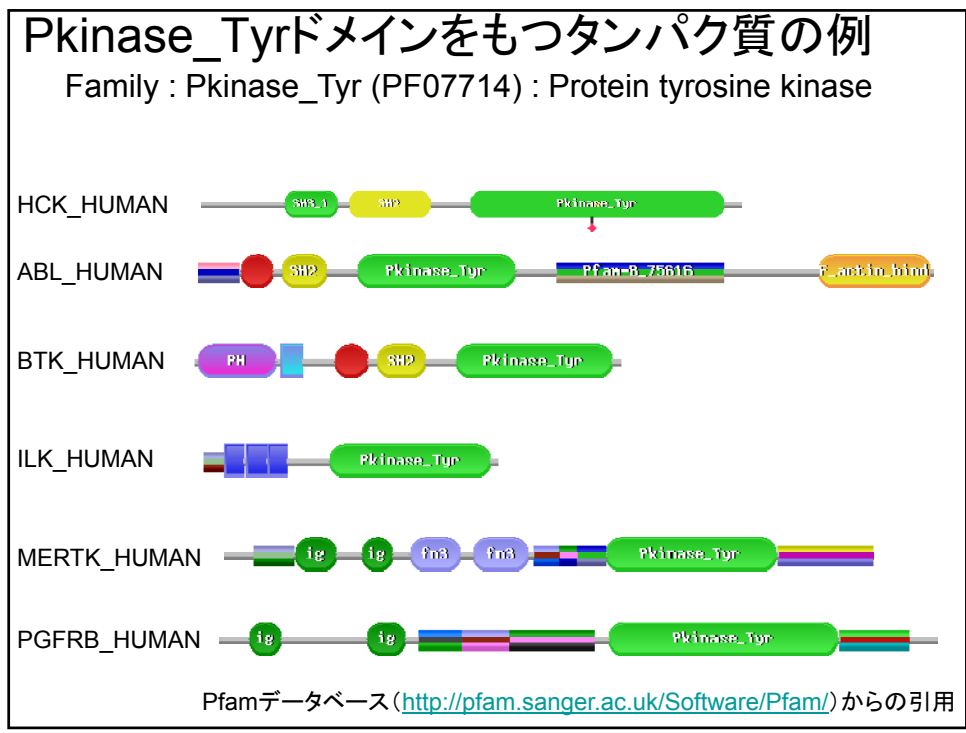 Pkinase_Tyrドメインをもつタンパク質の例
Family : Pkinase_Tyr (PF07714) : Protein tyrosine kinase
HCK_HUMAN SH3_1 SH2 Pkinase_Tyr
ABL_HUMAN SH2 Pkinase_Tyr Pfam-B_75616 F_actin_bind
BTK_HUMAN PH SH2 Pkinase_Tyr
ILK_HUMAN Pkinase_Tyr
MERTK_HUMAN ig ig fn3 fn3 Pkinase_Tyr
PGFRB_HUMAN ig ig Pkinase_Tyr
Pfamデータベース(http://pfam.sanger.ac.uk/Software/Pfam/)からの引用